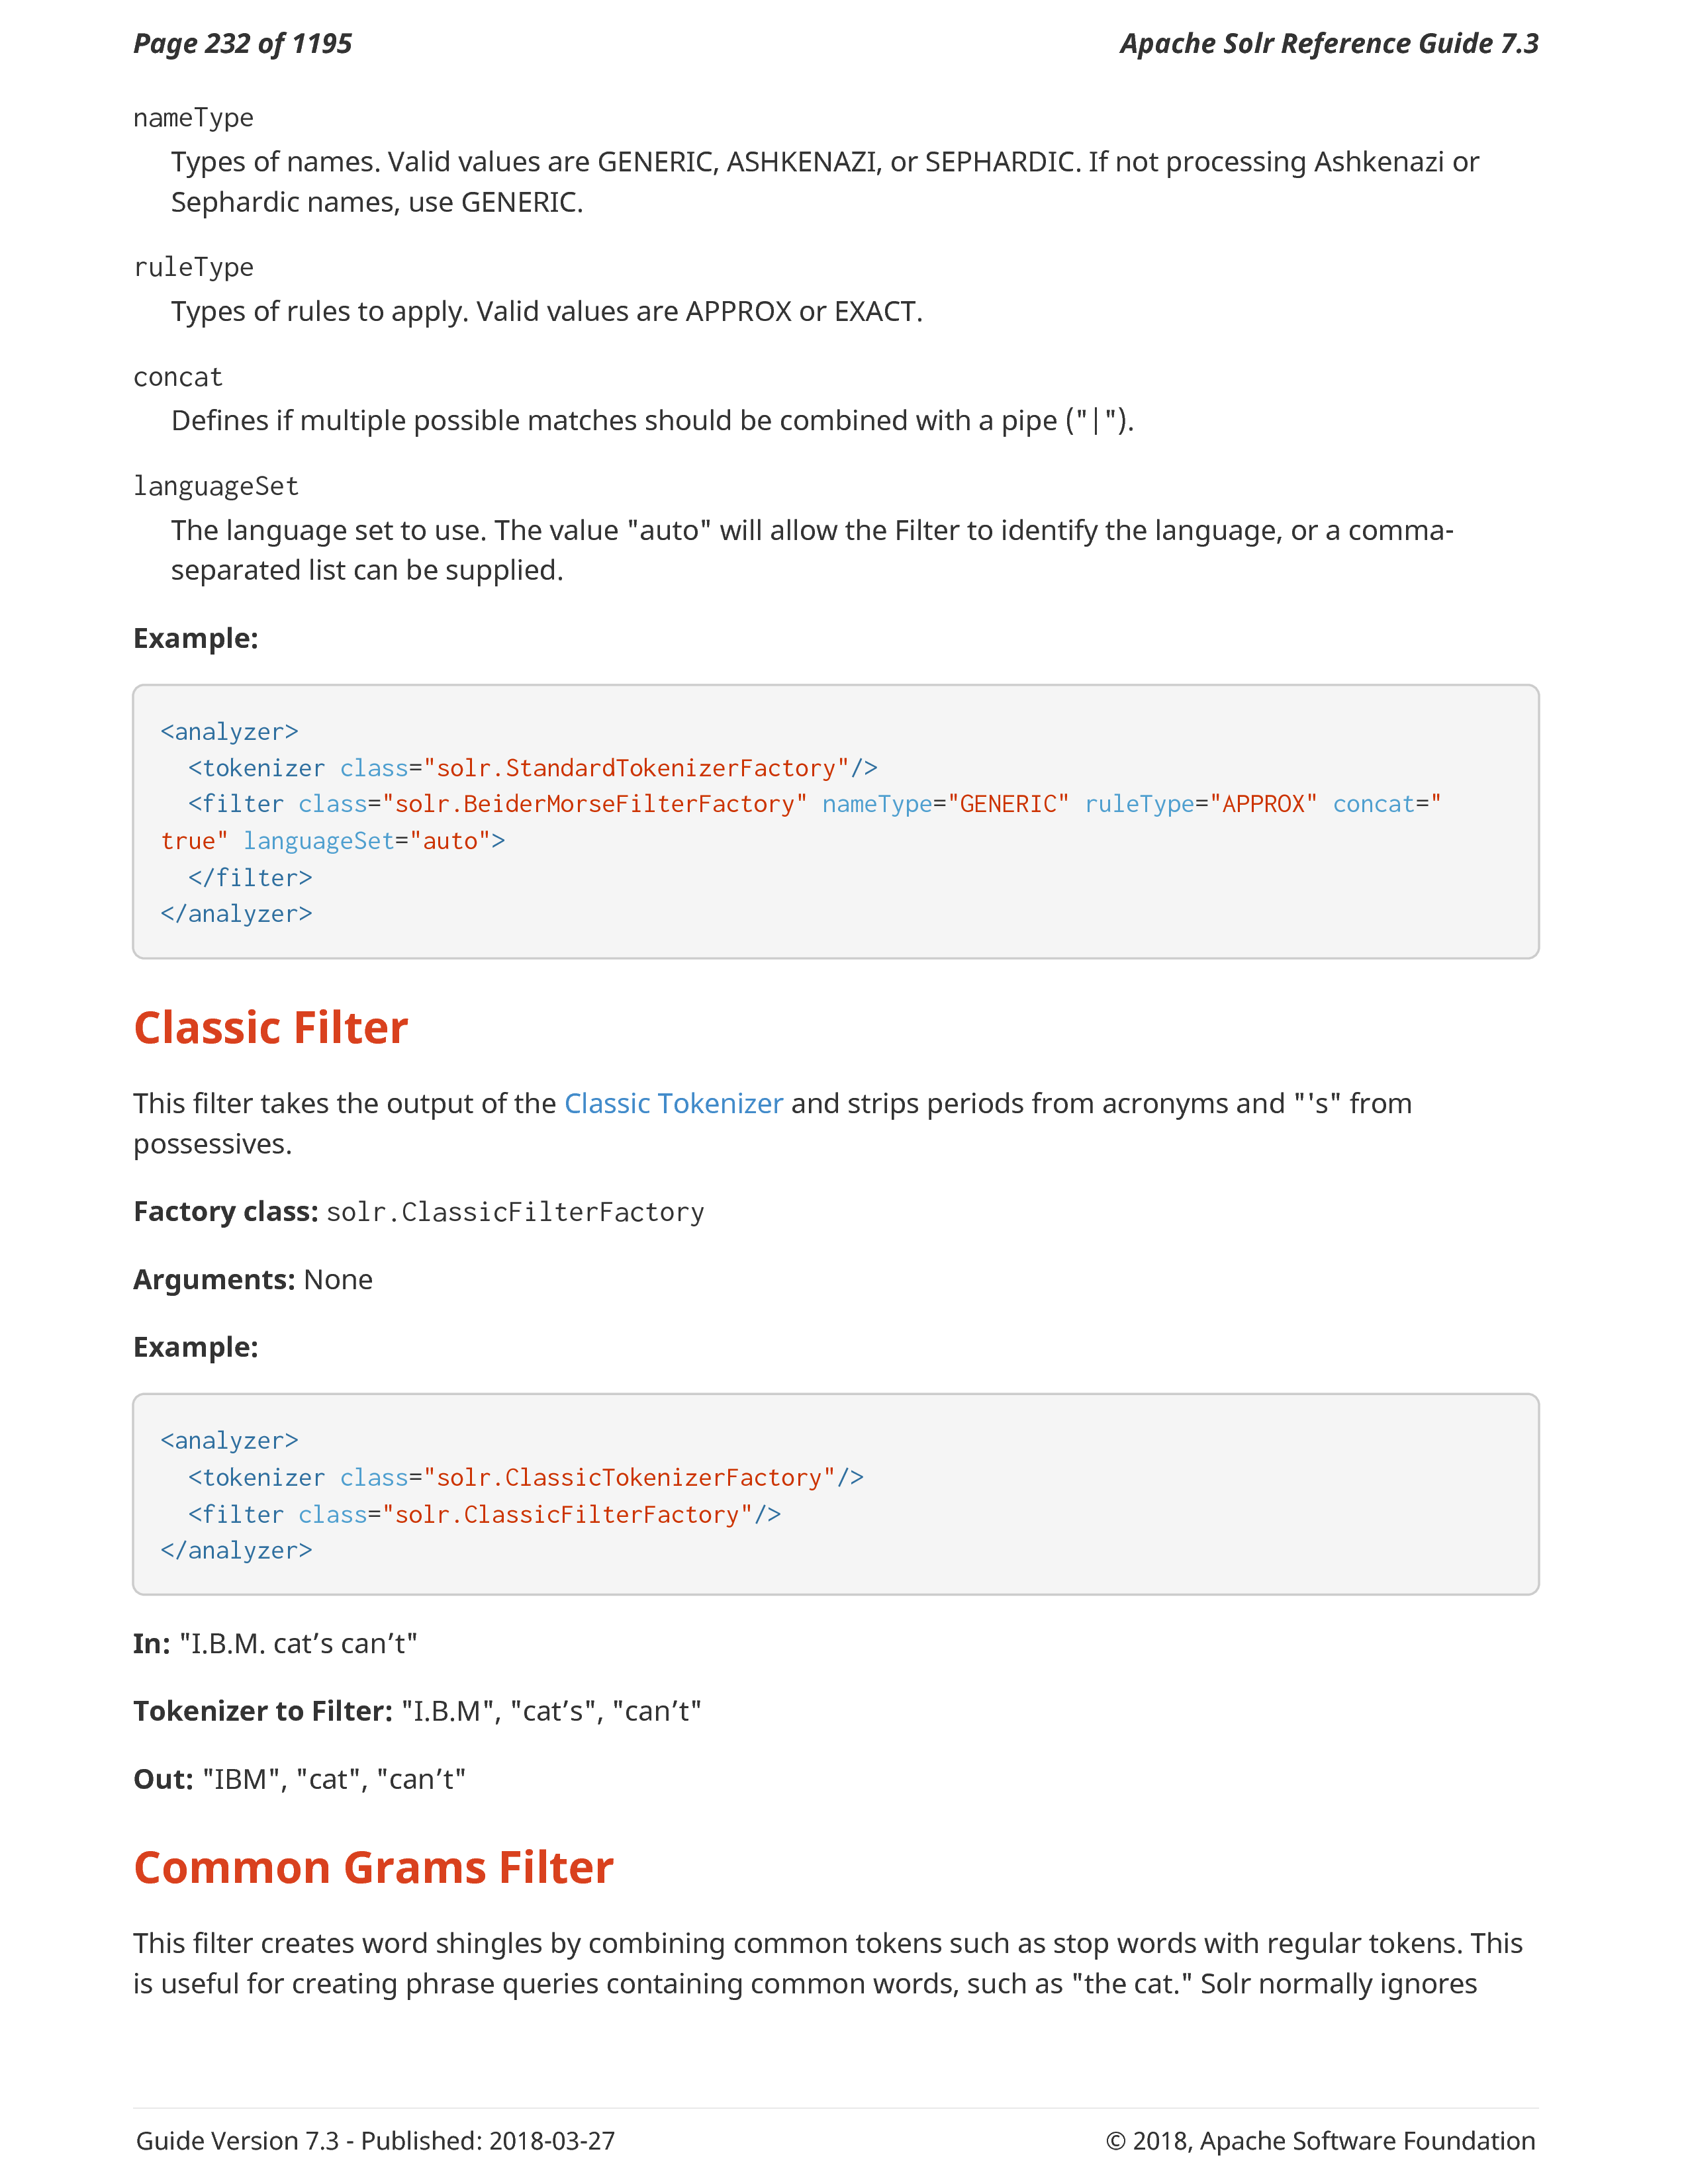 Page 232 of 1195
Apache Solr Reference Guide 7.3
nameType
Types of names. Valid values are GENERIC, ASHKENAZI, or SEPHARDIC. If not processing Ashkenazi or
Sephardic names, use GENERIC.
ruleType
Types of rules to apply. Valid values are APPROX or EXACT.
concat
Defines if multiple possible matches should be combined with a pipe ("|").
languageSet
The language set to use. The value "auto" will allow the Filter to identify the language, or a comma-
separated list can be supplied.
Example:
<analyzer>
  <tokenizer class="solr.StandardTokenizerFactory"/>
  <filter class="solr.BeiderMorseFilterFactory" nameType="GENERIC" ruleType="APPROX" concat="
true" languageSet="auto">
  </filter>
</analyzer>
Classic Filter
This filter takes the output of the Classic Tokenizer and strips periods from acronyms and "'s" from
possessives.
Factory class: solr.ClassicFilterFactory
Arguments: None
Example:
<analyzer>
  <tokenizer class="solr.ClassicTokenizerFactory"/>
  <filter class="solr.ClassicFilterFactory"/>
</analyzer>
In: "I.B.M. cat’s can’t"
Tokenizer to Filter: "I.B.M", "cat’s", "can’t"
Out: "IBM", "cat", "can’t"
Common Grams Filter
This filter creates word shingles by combining common tokens such as stop words with regular tokens. This
is useful for creating phrase queries containing common words, such as "the cat." Solr normally ignores
Guide Version 7.3 - Published: 2018-03-27
© 2018, Apache Software Foundation